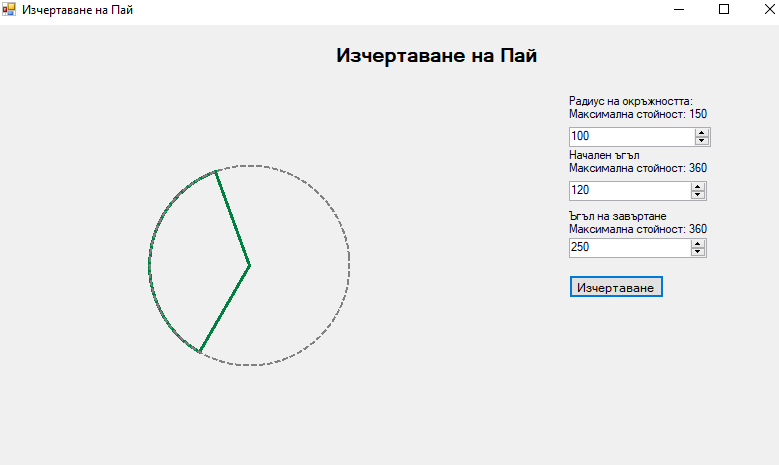 Изчертаване на Пай
Изчертаване на Пай
Радиус на окръжността:
Максимална стойност: 150
100
Начален ъгъл
Максимална стойност: 360
120
Ъгъл на завъртане
Максимална стойност: 360
250
Изчертаване